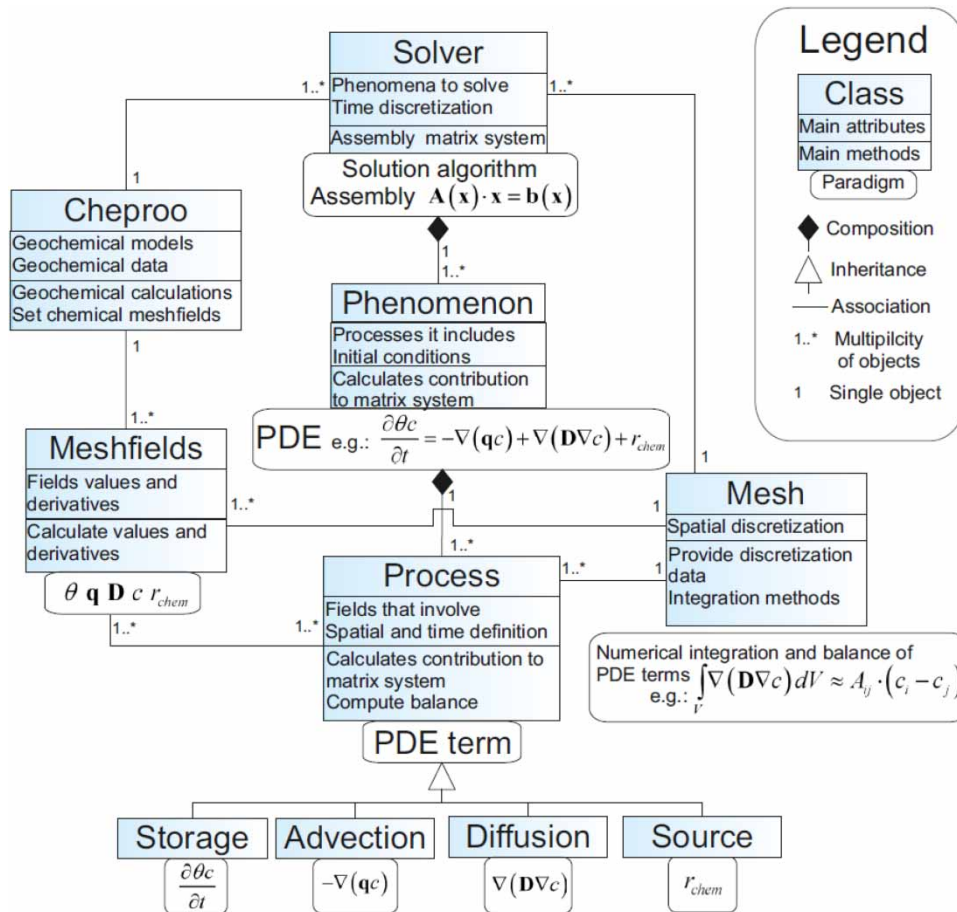 Solver
Phenomena to solve
Time discretization
Assembly matrix system
Solution algorithm
Assembly A(x)·x=b(x)
1..*
1..*
1
Cheproo
Geochemical models
Geochemical data
Geochemical calculations
Set chemical meshfields
1
1..*
1
1..*
Phenomenon
Processes it includes
Initial conditions
Calculates contribution
to matrix system
PDE e.g.: ∂θc/∂t = −∇(qc)+∇(D∇c)+r_chem
Legend
Class
Main attributes
Main methods
Paradigm
Composition
Inheritance
Association
1..* Multipilcity
of objects
1 Single object
Meshfields
Fields values and
derivatives
Calculate values and
derivatives
θ q D c r_chem
1..*
1..*
1
1..*
1..*
Process
Fields that involve
Spatial and time definition
Calculates contribution to
matrix system
Compute balance
PDE term
1
1
1..*
1
Mesh
Spatial discretization
Provide discretization
data
Integration methods
Numerical integration and balance of
PDE terms
e.g.: ∫_V ∇(D∇c)dV ≈ A_ij·(c_i − c_j)
Storage
∂θc/∂t
Advection
−∇(qc)
Diffusion
∇(D∇c)
Source
r_chem